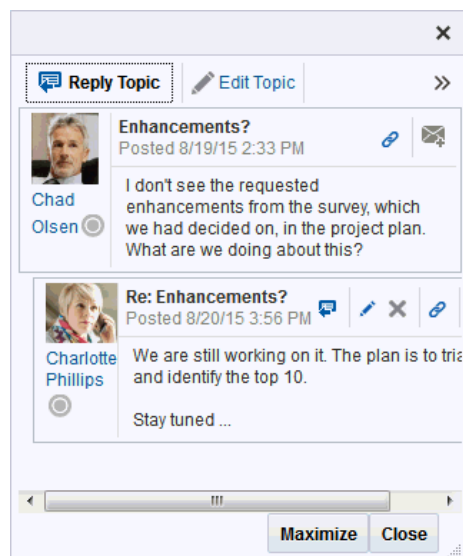 Reply Topic
Edit Topic
Enhancements?
Posted 8/19/15 2:33 PM
Chad
Olsen
I don't see the requested
enhancements from the survey, which
we had decided on, in the project plan.
What are we doing about this?
Re: Enhancements?
Posted 8/20/15 3:56 PM
Charlotte
Phillips
We are still working on it. The plan is to
and identify the top 10.
Stay tuned ...
Maximize
Close